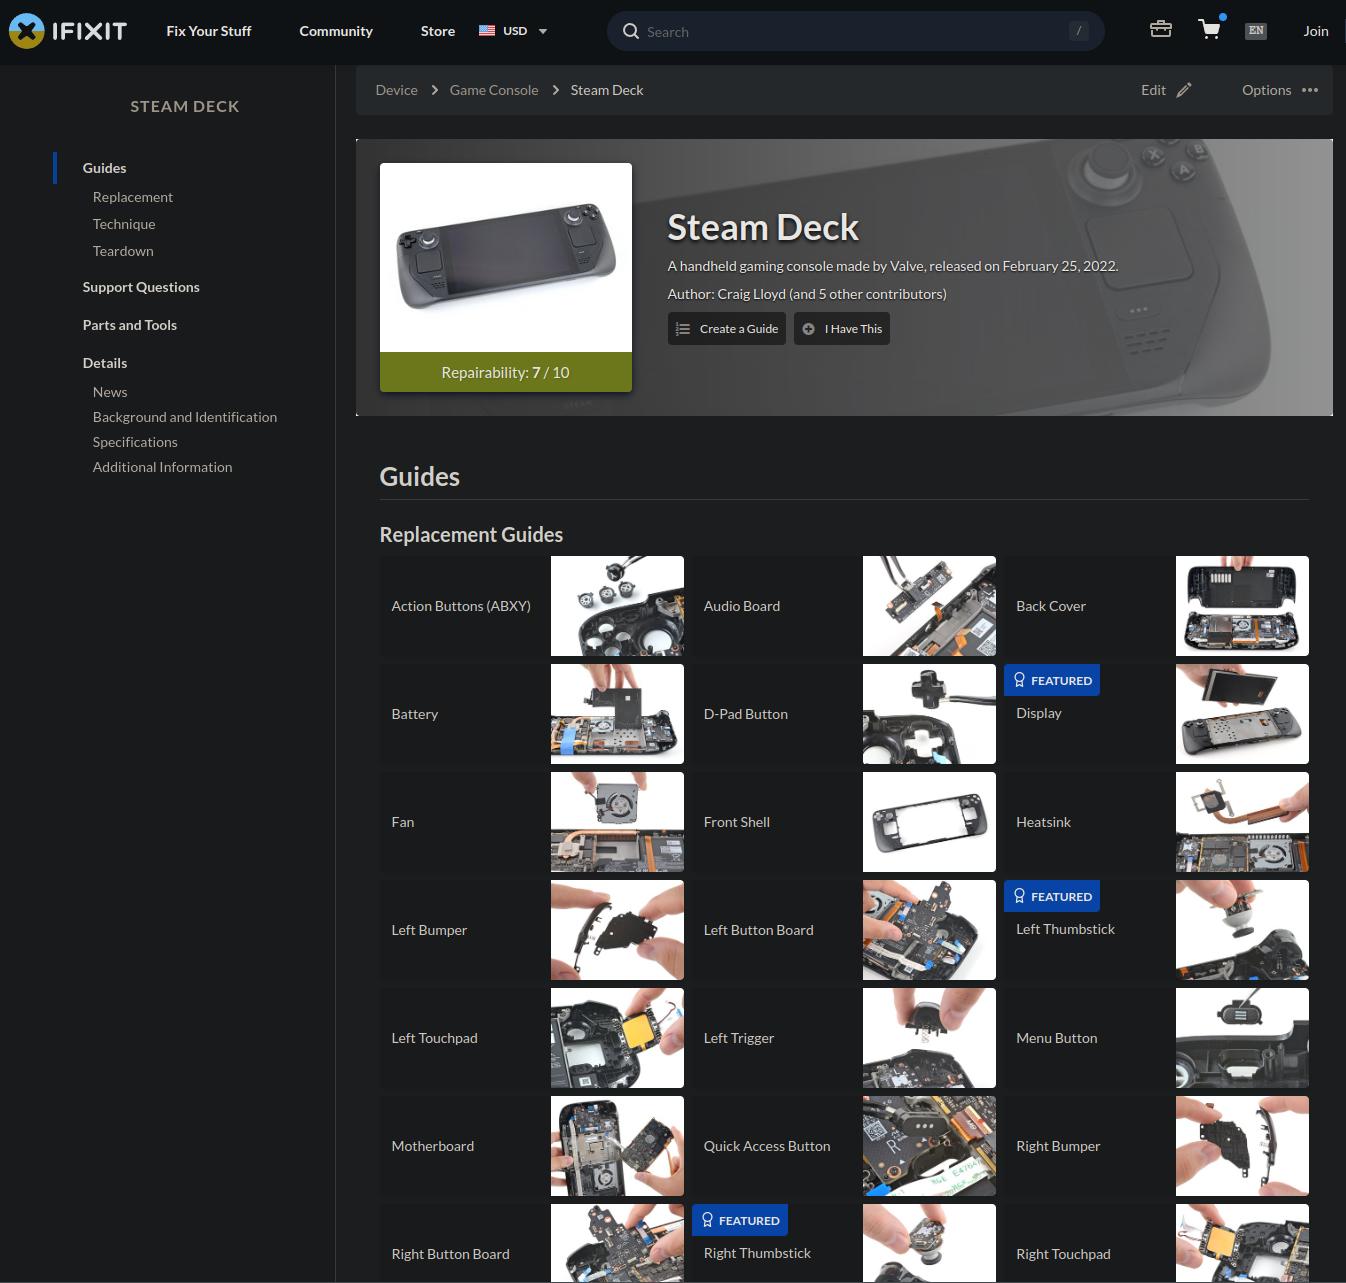 IFIXIT
Fix Your Stuff
Community
Store
USD
Search
/
EN
Join
STEAM DECK
Guides
Replacement
Technique
Teardown
Support Questions
Parts and Tools
Details
News
Background and Identification
Specifications
Additional Information
Device
Game Console
Steam Deck
Edit
Options
Repairability: 7 / 10
Steam Deck
A handheld gaming console made by Valve, released on February 25, 2022.
Author: Craig Lloyd (and 5 other contributors)
Create a Guide
I Have This
Guides
Replacement Guides
Action Buttons (ABXY)
Audio Board
Back Cover
Battery
D-Pad Button
FEATURED
Display
Fan
Front Shell
Heatsink
Left Bumper
Left Button Board
FEATURED
Left Thumbstick
Left Touchpad
Left Trigger
Menu Button
Motherboard
Quick Access Button
Right Bumper
Right Button Board
FEATURED
Right Thumbstick
Right Touchpad